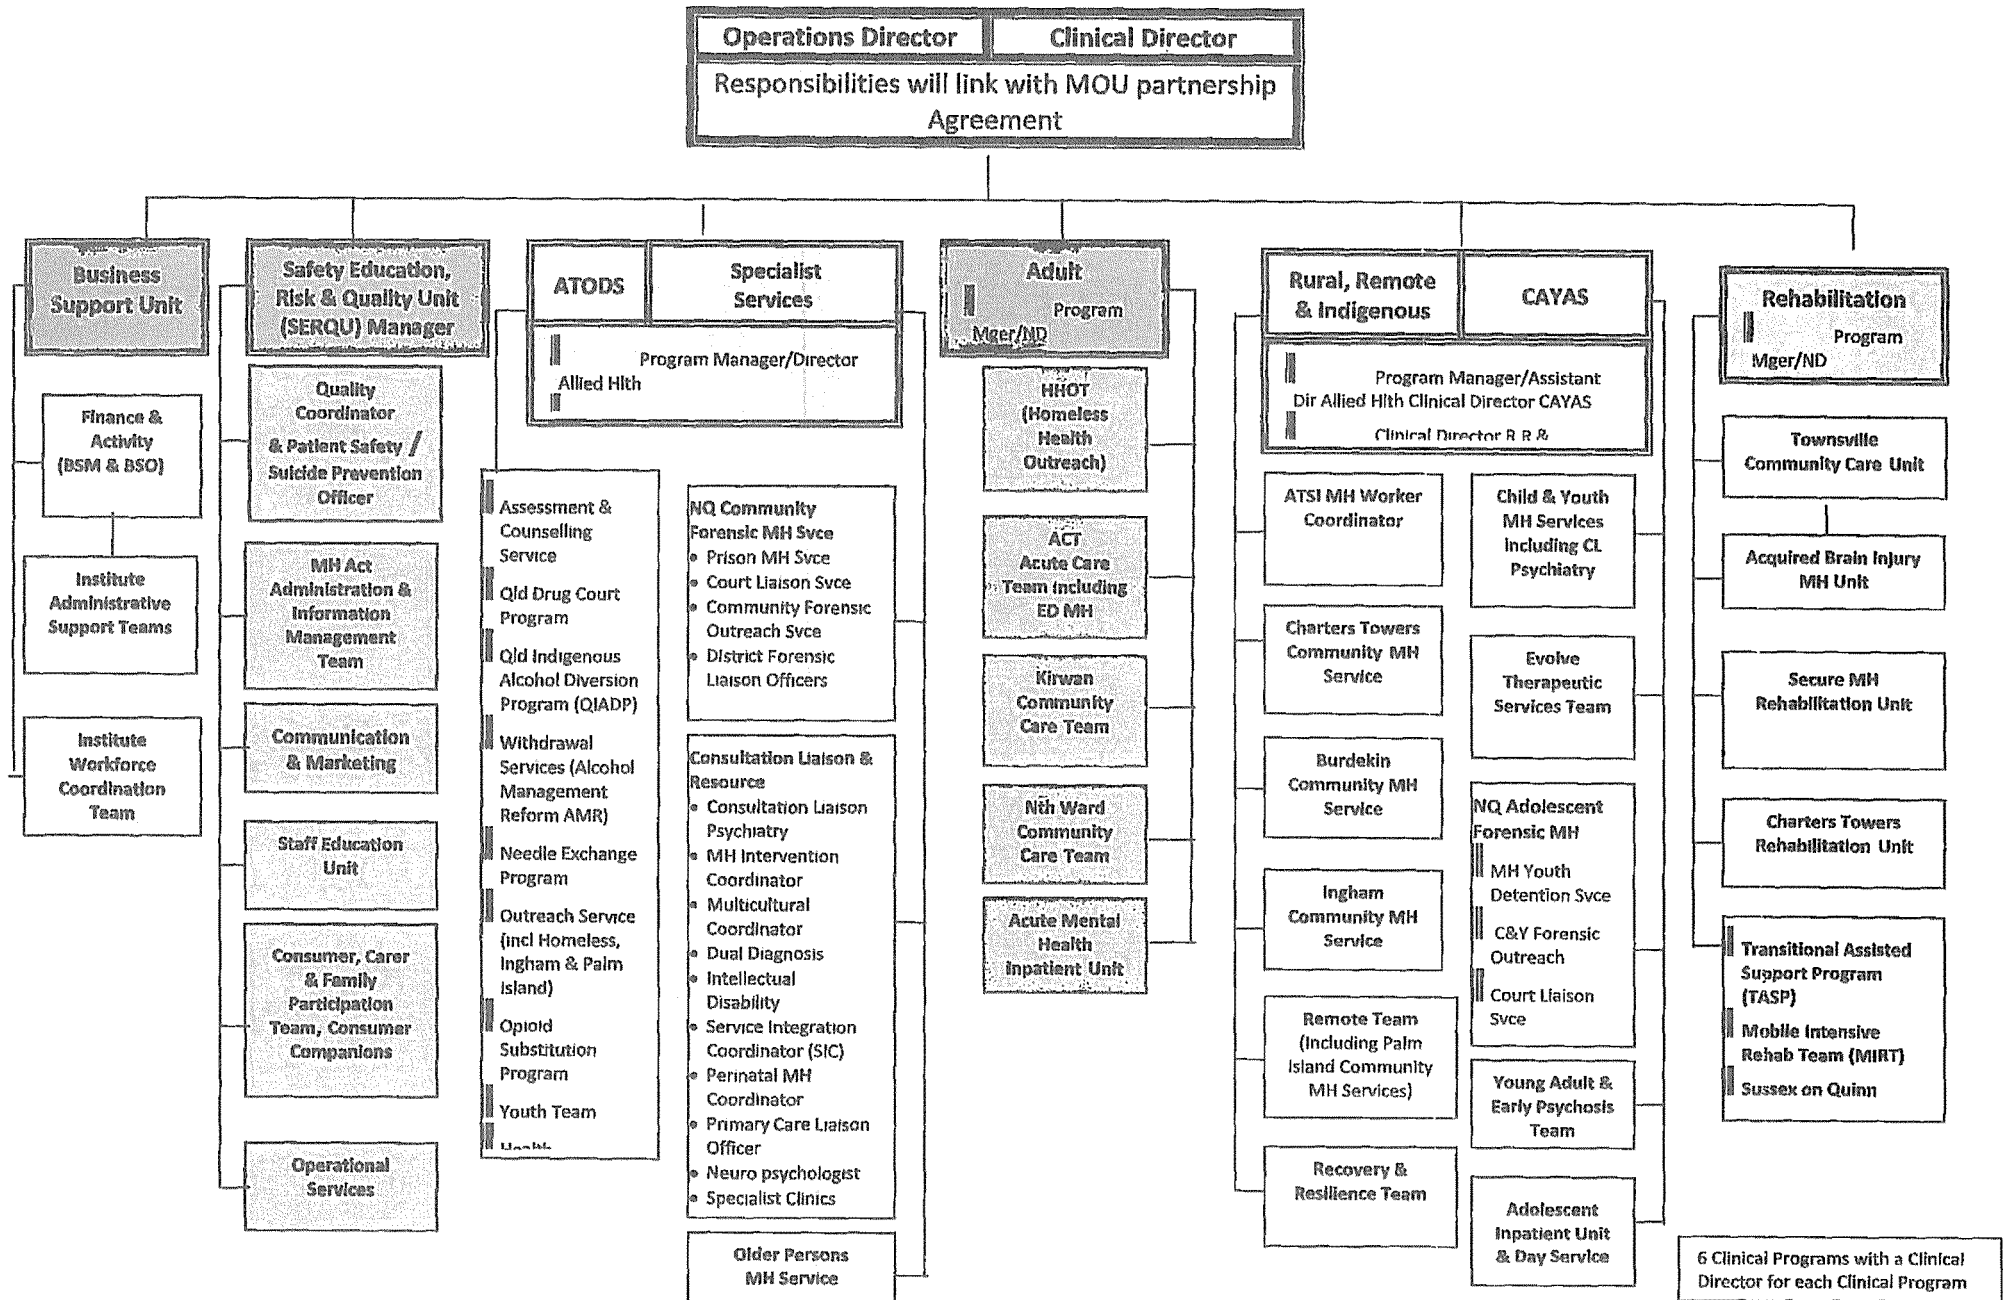 Operations Director
Clinical Director
Responsibilities will link with MOU partnership
Agreement
Business
Support Unit
Finance &
Activity
(BSM & BSO)
Institute
Administrative
Support Teams
Institute
Workforce
Coordination
Team
Safety Education,
Risk & Quality Unit
(SERQU) Manager
Quality
Coordinator
& Patient Safety /
Suicide Prevention
Officer
MH Act
Administration &
Information
Management
Team
Communication
& Marketing
Staff Education
Unit
Consumer, Carer
& Family
Participation
Team, Consumer
Companions
Operational
Services
ATODS
Specialist
Services
Program Manager/Director
Allied Hlth
Assessment &
Counselling
Service
Qld Drug Court
Program
Qld Indigenous
Alcohol Diversion
Program (QIADP)
Withdrawal
Services (Alcohol
Management
Reform AMR)
Needle Exchange
Program
Outreach Service
(incl Homeless,
Ingham & Palm
Island)
Opioid
Substitution
Program
Youth Team
Health
NQ Community
Forensic MH Svce
• Prison MH Svce
• Court Liaison Svce
• Community Forensic
Outreach Svce
• District Forensic
Liaison Officers
Consultation Liaison &
Resource
• Consultation Liaison
Psychiatry
• MH Intervention
Coordinator
• Multicultural
Coordinator
• Dual Diagnosis
• Intellectual
Disability
• Service Integration
Coordinator (SIC)
• Perinatal MH
Coordinator
• Primary Care Liaison
Officer
• Neuro psychologist
• Specialist Clinics
Older Persons
MH Service
Adult
Program
Mger/ND
HHOT
(Homeless
Health
Outreach)
ACT
Acute Care
Team including
ED MH
Kirwan
Community
Care Team
Nth Ward
Community
Care Team
Acute Mental
Health
Inpatient Unit
Rural, Remote
& Indigenous
CAYAS
Program Manager/Assistant
Dir Allied Hlth Clinical Director CAYAS
Clinical Director R R &
ATSI MH Worker
Coordinator
Charters Towers
Community MH
Service
Burdekin
Community MH
Service
Ingham
Community MH
Service
Remote Team
(Including Palm
Island Community
MH Services)
Recovery &
Resilience Team
Child & Youth
MH Services
including CL
Psychiatry
Evolve
Therapeutic
Services Team
NQ Adolescent
Forensic MH
MH Youth
Detention Svce
C&Y Forensic
Outreach
Court Liaison
Svce
Young Adult &
Early Psychosis
Team
Adolescent
Inpatient Unit
& Day Service
Rehabilitation
Program
Mger/ND
Townsville
Community Care Unit
Acquired Brain Injury
MH Unit
Secure MH
Rehabilitation Unit
Charters Towers
Rehabilitation Unit
Transitional Assisted
Support Program
(TASP)
Mobile Intensive
Rehab Team (MIRT)
Sussex on Quinn
6 Clinical Programs with a Clinical
Director for each Clinical Program